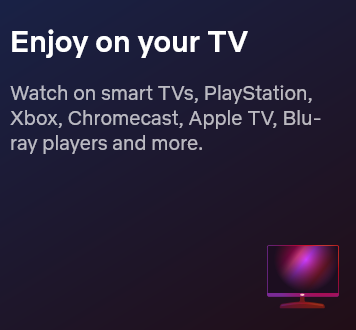 Enjoy on your TV
Watch on smart TVs, PlayStation,
Xbox, Chromecast, Apple TV, Blu-
ray players and more.